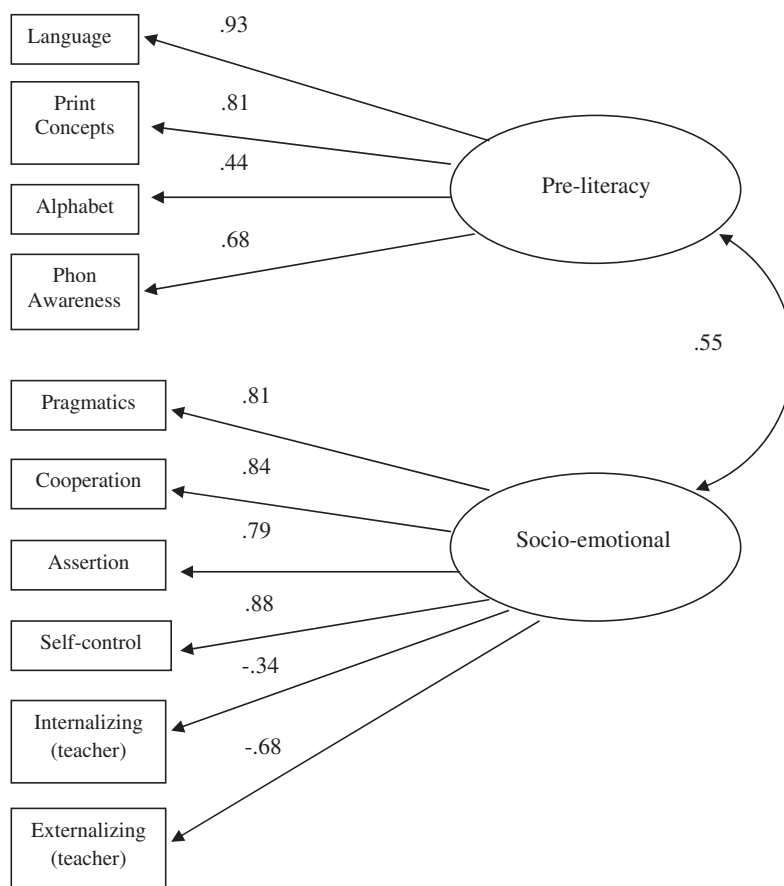 Language
.93
Print
Concepts
.81
Alphabet
.44
Phon
Awareness
.68
Pre-literacy
.55
Pragmatics
.81
Cooperation
.84
Assertion
.79
Self-control
.88
Internalizing
(teacher)
-.34
Externalizing
(teacher)
-.68
Socio-emotional